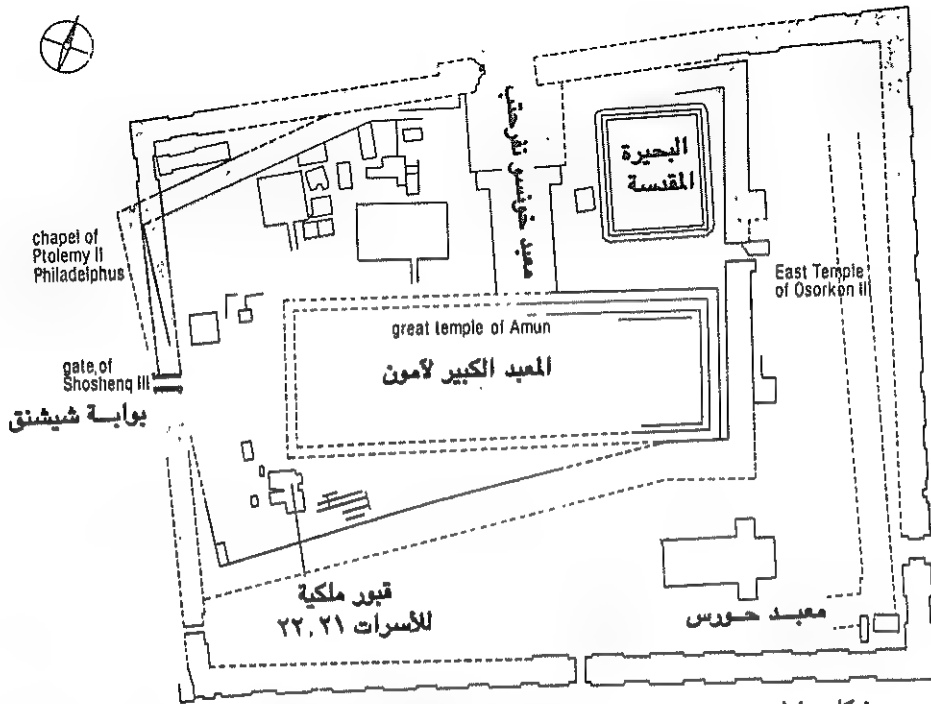 معبد خونسو نفرحتب
البحيرة
المقدسة
chapel of
Ptolemy II
Philadelphus
East Temple
of Osorkon II
great temple of Amun
المعبد الكبير لآمون
gate of
Shoshenq III
بوابة شيشنق
قبور ملكية
للأسرات ٢١، ٢٢
معبد حورس